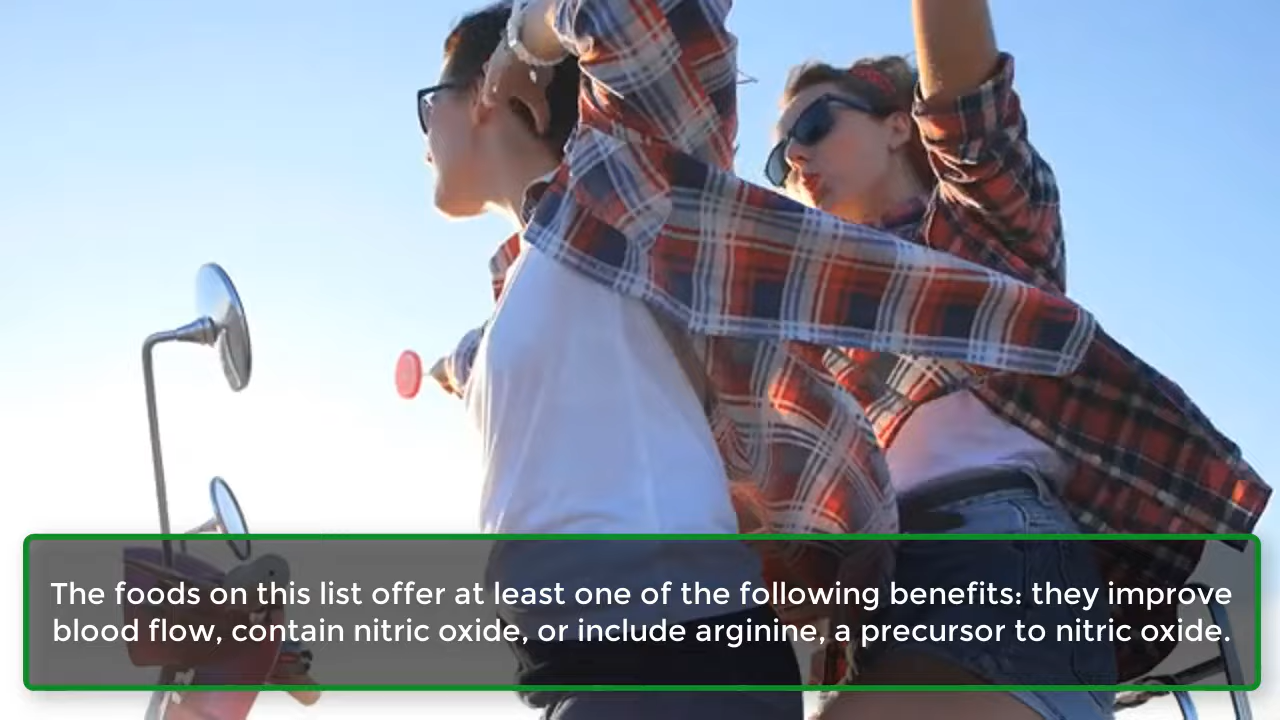 The foods on this list offer at least one of the following benefits: they improve
blood flow, contain nitric oxide, or include arginine, a precursor to nitric oxide.